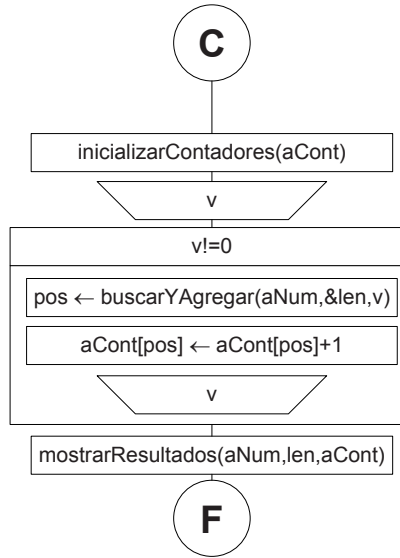 C
inicializarContadores(aCont)
v
v!=0
pos ← buscarYAgregar(aNum,&len,v)
aCont[pos] ← aCont[pos]+1
v
mostrarResultados(aNum,len,aCont)
F